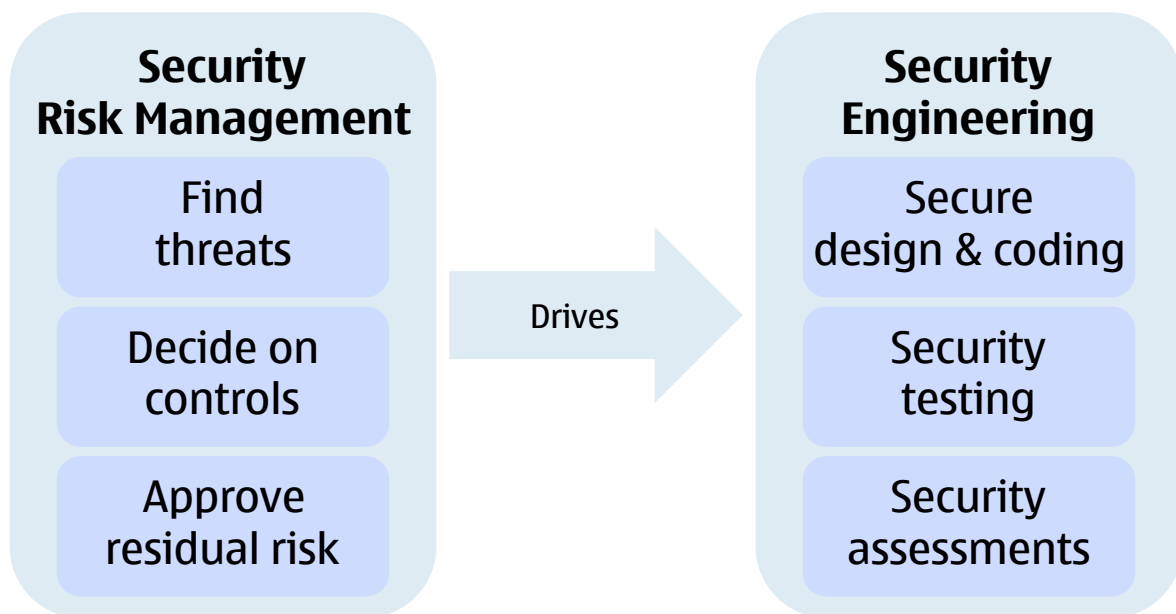 Security
Risk Management
Find
threats
Decide on
controls
Approve
residual risk
Drives
Security
Engineering
Secure
design & coding
Security
testing
Security
assessments